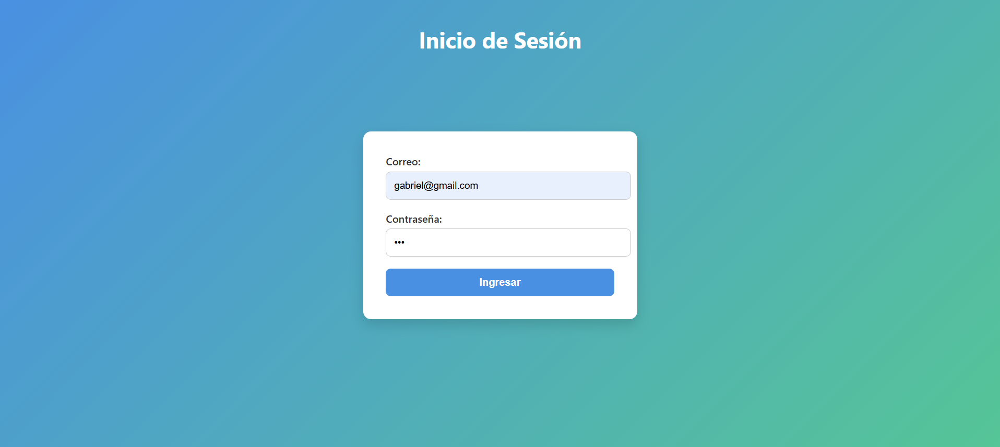 Inicio de Sesión
Correo:
gabriel@gmail.com
Contraseña:
•••
Ingresar